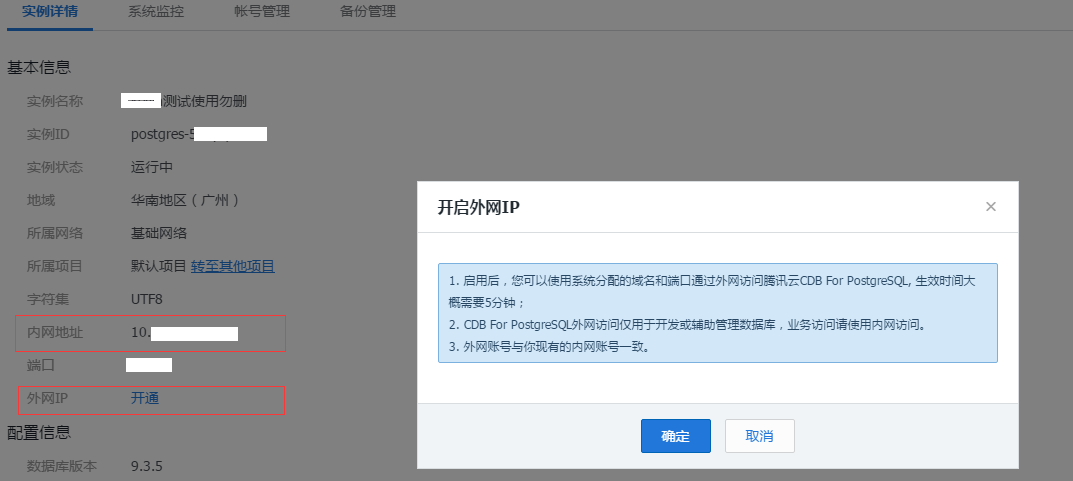 实例详情 系统监控 帐号管理 备份管理
基本信息
实例名称 测试使用勿删
实例ID postgres-5
实例状态 运行中
地域 华南地区（广州）
所属网络 基础网络
所属项目 默认项目 转至其他项目
字符集 UTF8
内网地址 10.
端口
外网IP 开通
配置信息
数据库版本 9.3.5
开启外网IP ×
1. 启用后，您可以使用系统分配的域名和端口通过外网访问腾讯云CDB For PostgreSQL, 生效时间大
概需要5分钟；
2. CDB For PostgreSQL外网访问仅用于开发或辅助管理数据库，业务访问请使用内网访问。
3. 外网账号与你现有的内网账号一致。
确定 取消